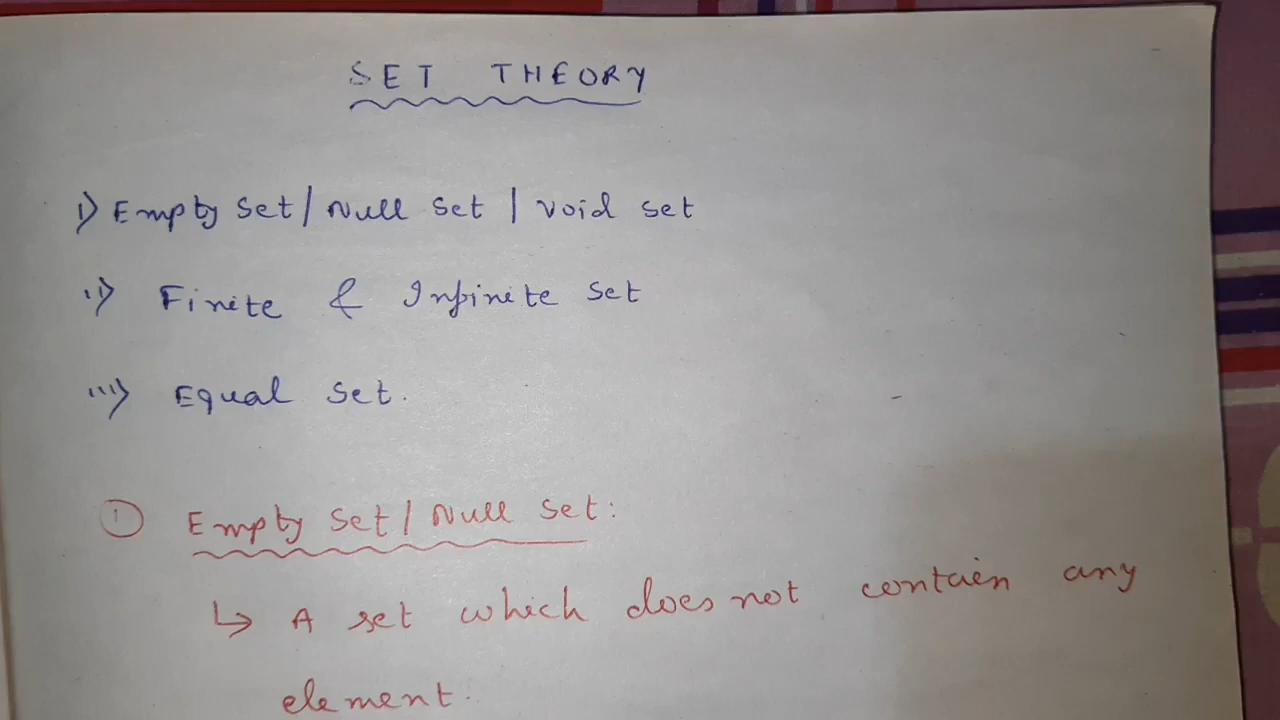 SET THEORY
i) Empty Set / Null Set / Void set
ii) Finite & Infinite Set
iii) Equal Set.
① Empty Set / Null Set:
↳ A set which does not contain any
element.